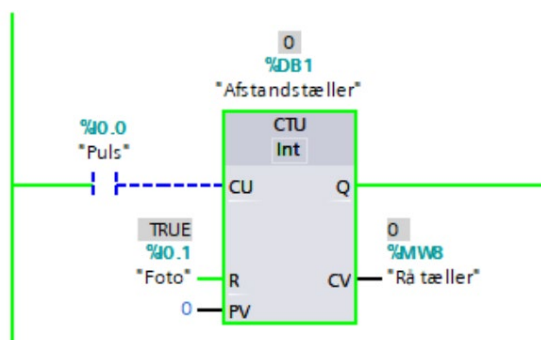 0
%DB1
"Afstandstæller"
%I0.0
"Puls"
CTU
Int
CU
Q
TRUE
%I0.1
"Foto"
R
0
%MW8
"Rå tæller"
CV
0
PV